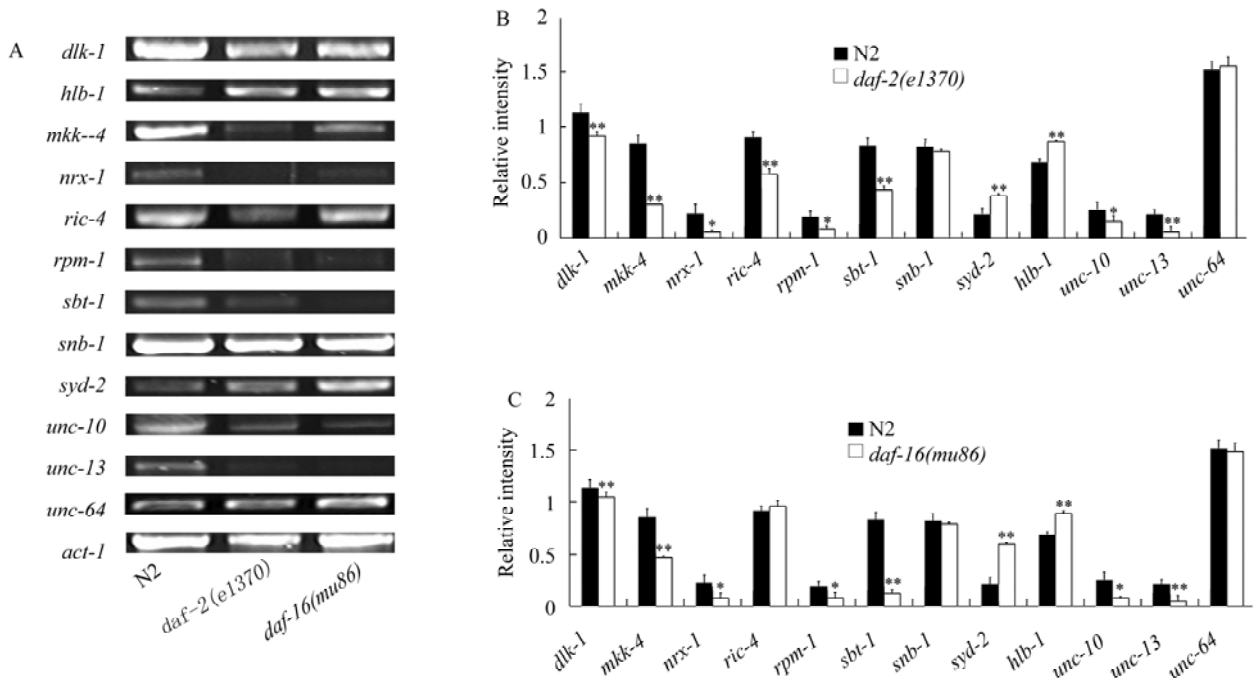 A
dlk-1
hlb-1
mkk--4
nrx-1
ric-4
rpm-1
sbt-1
snb-1
syd-2
unc-10
unc-13
unc-64
act-1
N2
daf-2(e1370)
daf-16(mu86)
B
2
1.5
1
0.5
0
Relative intensity
N2
daf-2(e1370)
** ** * ** * ** ** ** * **
dlk-1 mkk-4 nrx-1 ric-4 rpm-1 sbt-1 snb-1 syd-2 hlb-1 unc-10 unc-13 unc-64
C
2
1.5
1
0.5
0
Relative intensity
N2
daf-16(mu86)
** ** * * ** ** ** * **
dlk-1 mkk-4 nrx-1 ric-4 rpm-1 sbt-1 snb-1 syd-2 hlb-1 unc-10 unc-13 unc-64